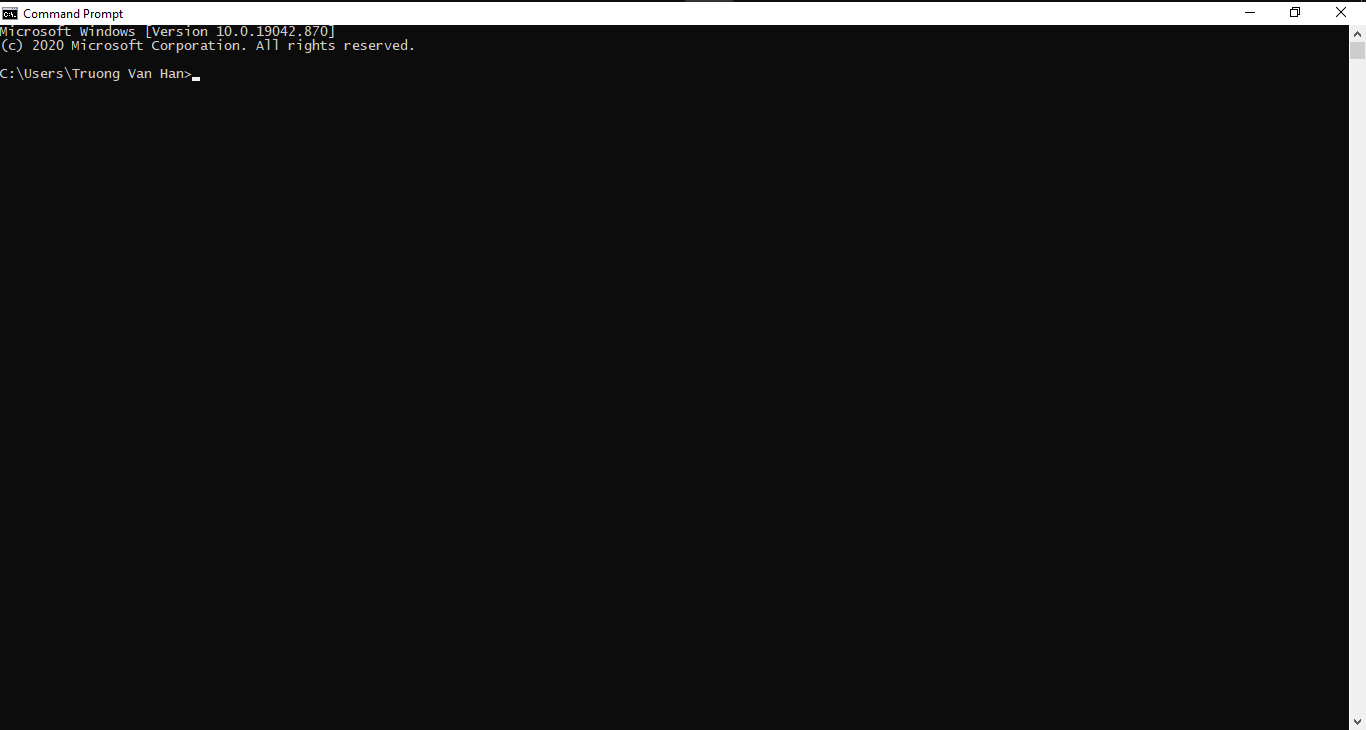 Command Prompt
Microsoft Windows [Version 10.0.19042.870]
(c) 2020 Microsoft Corporation. All rights reserved.
C:\Users\Truong Van Han>